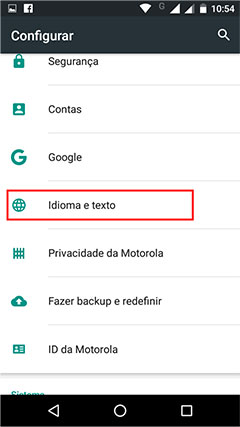 10:54
Configurar
Segurança
Contas
Google
Idioma e texto
Privacidade da Motorola
Fazer backup e redefinir
ID da Motorola
Sistema